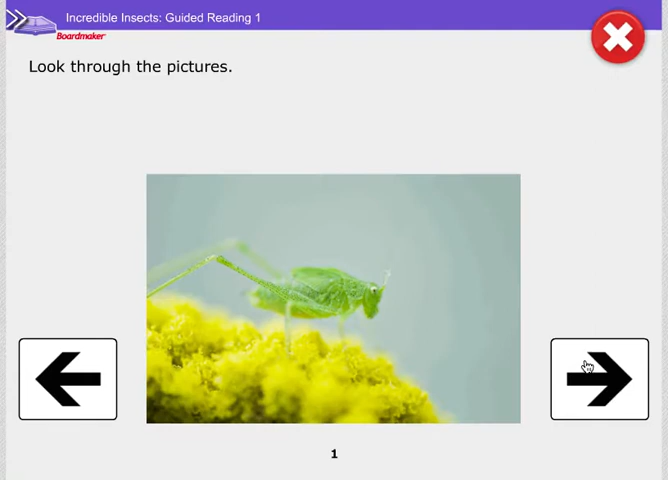 Incredible Insects: Guided Reading 1
Boardmaker
Look through the pictures.
1